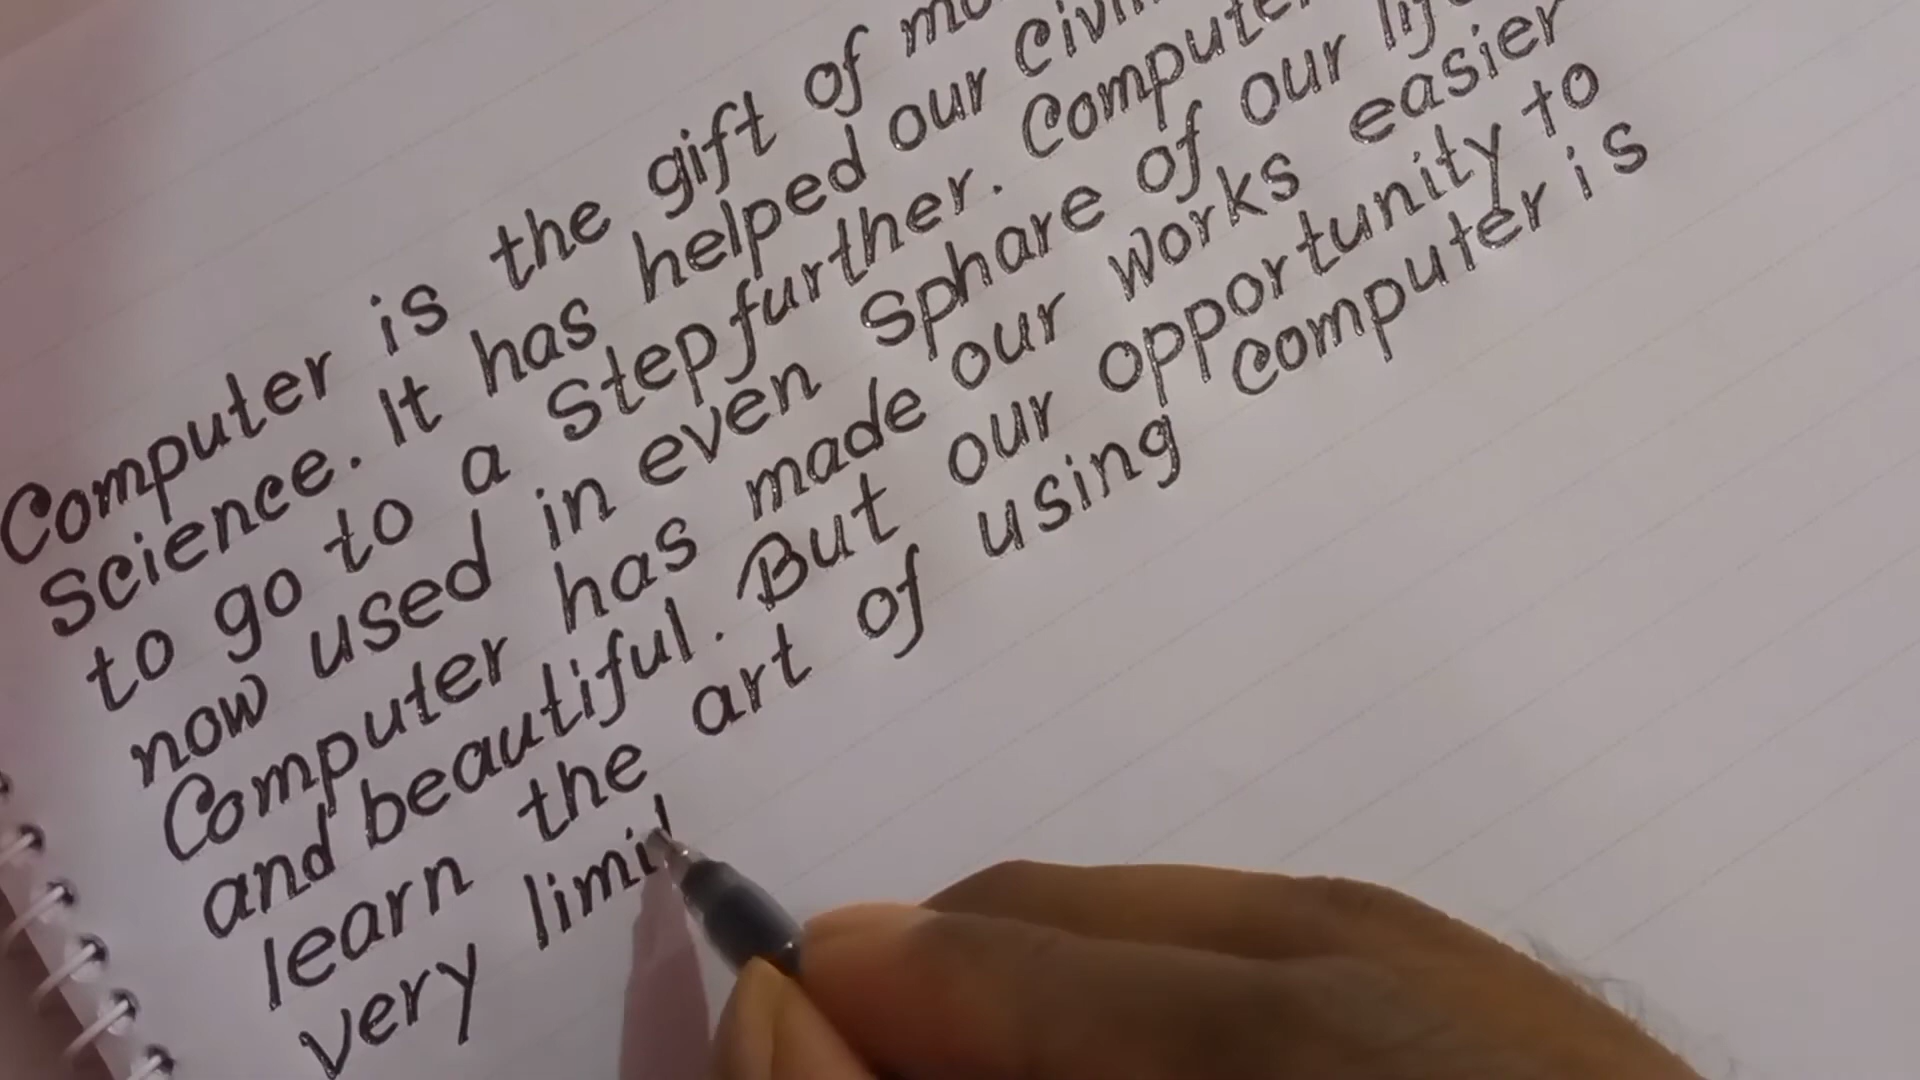 Computer is the gift of
Science. It has helped our
to go to a Step further. Computer
now used in even Sphare of our
Computer has made our works easier
and beautiful. But our opportunity to
learn the art of using computer is
very